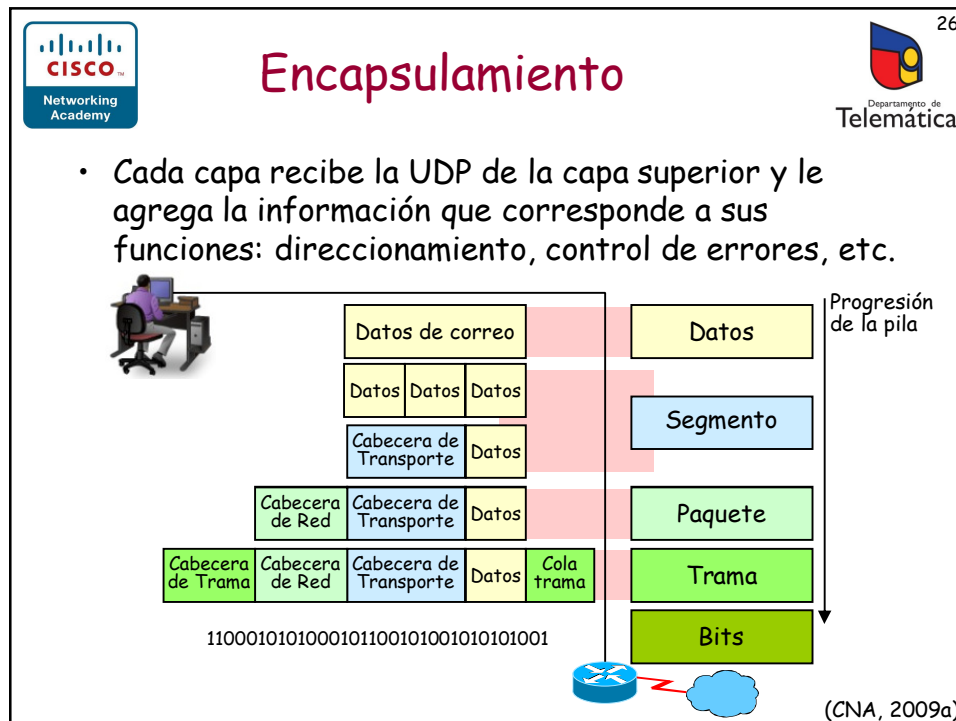 26
CISCO™
Networking
Academy
Encapsulamiento
Departamento de
Telemática
• Cada capa recibe la UDP de la capa superior y le
agrega la información que corresponde a sus
funciones: direccionamiento, control de errores, etc.
Progresión
de la pila
Datos de correo
Datos
Datos Datos Datos
Segmento
Cabecera de
Transporte
Datos
Cabecera
de Red
Cabecera de
Transporte
Datos
Paquete
Cabecera
de Trama
Cabecera
de Red
Cabecera de
Transporte
Datos
Cola
trama
Trama
1100010101000101100101001010101001
Bits
(CNA, 2009a)